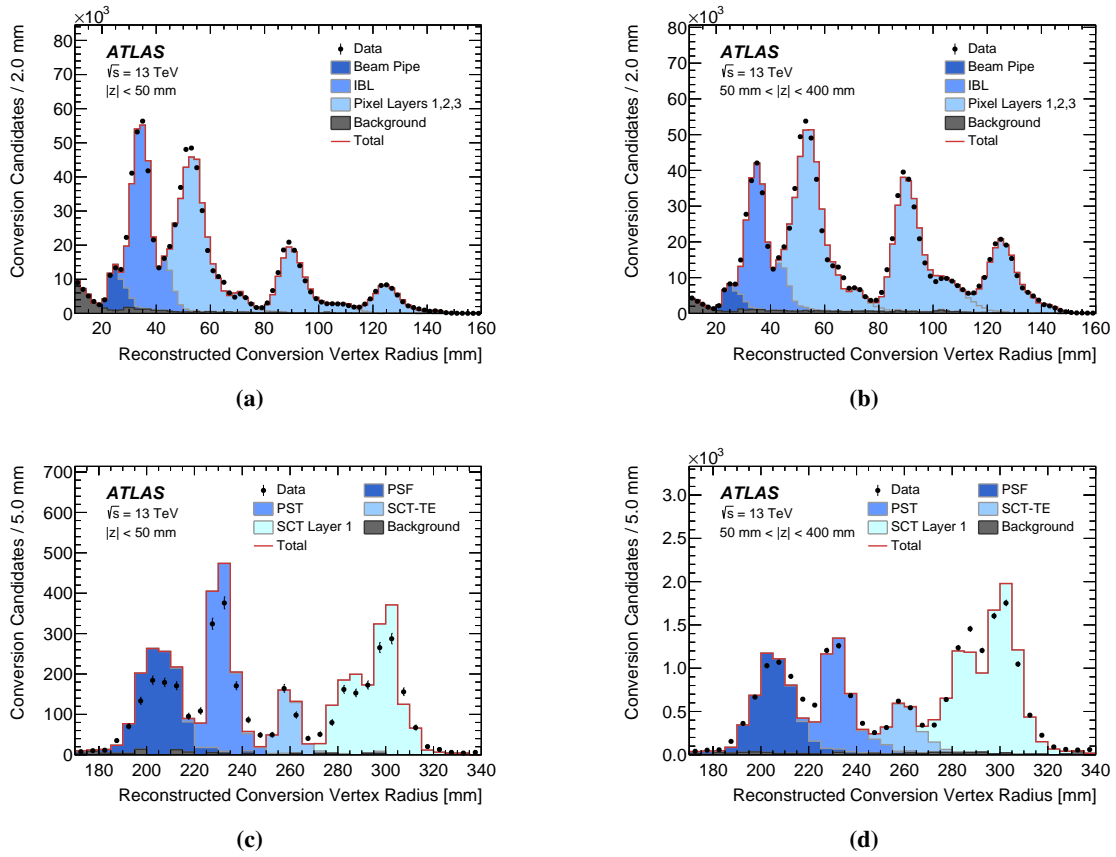 ×10³
80
70
60
50
40
30
20
10
0
Conversion Candidates / 2.0 mm
ATLAS
√s = 13 TeV
|z| < 50 mm
Data
Beam Pipe
IBL
Pixel Layers 1,2,3
Background
Total
20 40 60 80 100 120 140 160
Reconstructed Conversion Vertex Radius [mm]
(a)
×10³
80
70
60
50
40
30
20
10
0
Conversion Candidates / 2.0 mm
ATLAS
√s = 13 TeV
50 mm < |z| < 400 mm
Data
Beam Pipe
IBL
Pixel Layers 1,2,3
Background
Total
20 40 60 80 100 120 140 160
Reconstructed Conversion Vertex Radius [mm]
(b)
700
600
500
400
300
200
100
0
Conversion Candidates / 5.0 mm
ATLAS
√s = 13 TeV
|z| < 50 mm
Data PSF
PST SCT-TE
SCT Layer 1 Background
Total
180 200 220 240 260 280 300 320 340
Reconstructed Conversion Vertex Radius [mm]
(c)
×10³
3.0
2.5
2.0
1.5
1.0
0.5
0.0
Conversion Candidates / 5.0 mm
ATLAS
√s = 13 TeV
50 mm < |z| < 400 mm
Data PSF
PST SCT-TE
SCT Layer 1 Background
Total
180 200 220 240 260 280 300 320 340
Reconstructed Conversion Vertex Radius [mm]
(d)